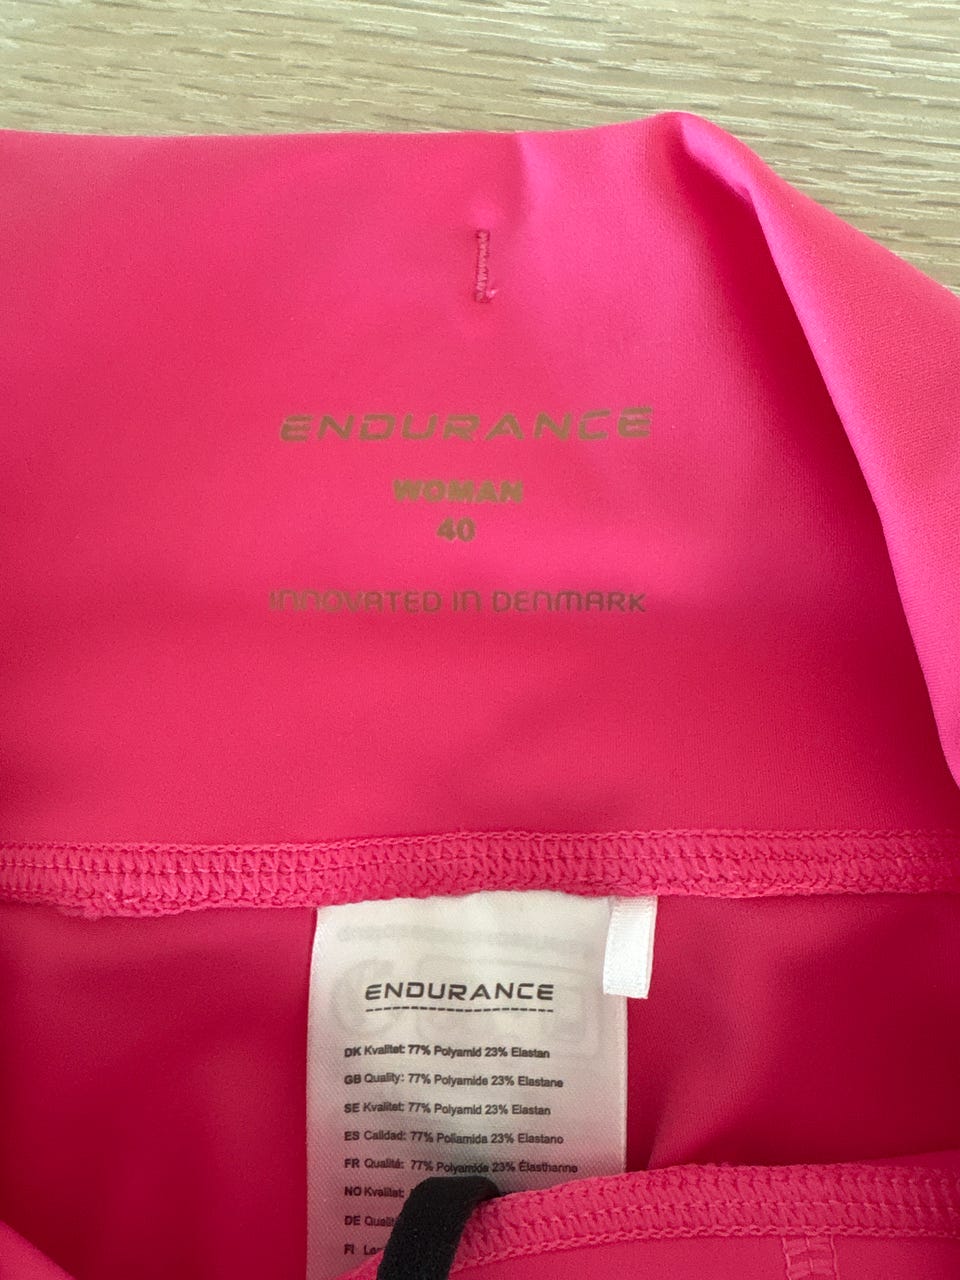 ENDURANCE
WOMAN
40
INNOVATED IN DENMARK
ENDURANCE
DK Kvalitet: 77% Polyamid 23% Elastan
GB Quality: 77% Polyamide 23% Elastane
SE Kvalitet: 77% Polyamid 23% Elastan
ES Calidad: 77% Poliamida 23% Elastano
FR Qualité: 77% Polyamide 23% Élasthanne
NO Kvalitet:
DE
FI